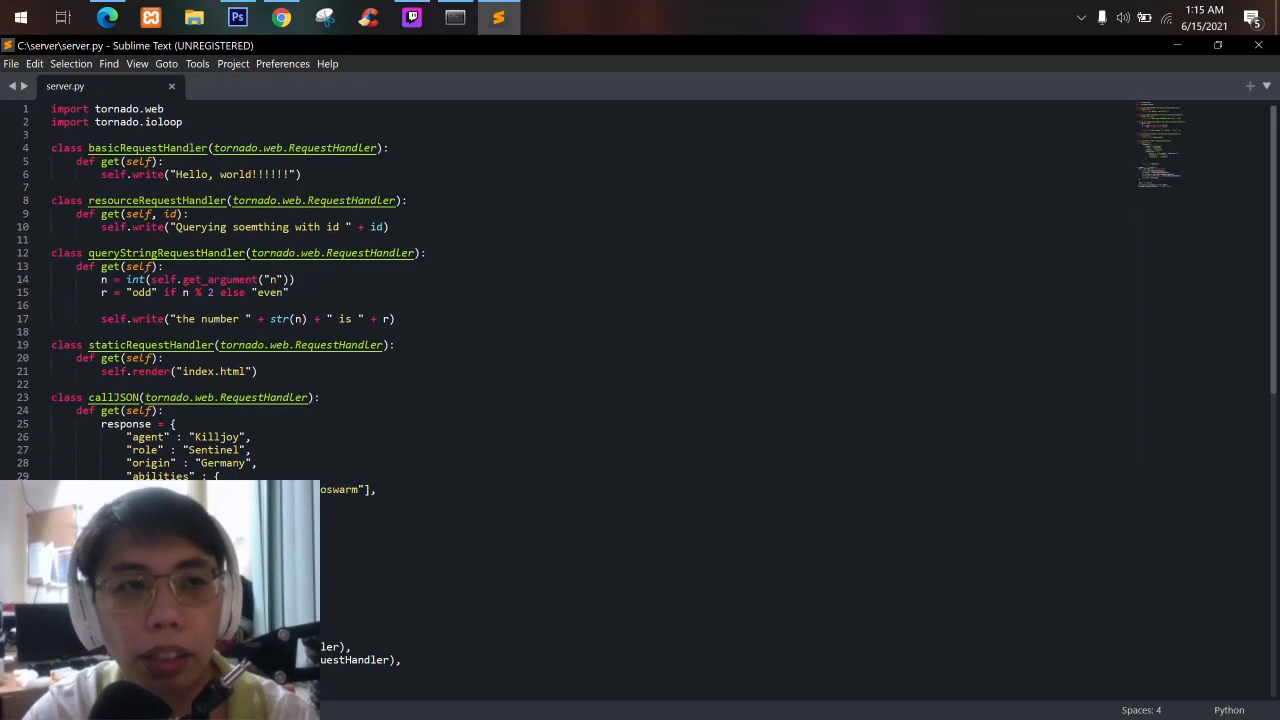 1:15 AM
6/15/2021
5
Ps
C:\server\server.py - Sublime Text (UNREGISTERED)
File Edit Selection Find View Goto Tools Project Preferences Help
server.py
1 import tornado.web
2 import tornado.ioloop
3
4 class basicRequestHandler(tornado.web.RequestHandler):
5 def get(self):
6 self.write("Hello, world!!!!!!")
7
8 class resourceRequestHandler(tornado.web.RequestHandler):
9 def get(self, id):
10 self.write("Querying soemthing with id " + id)
11
12 class queryStringRequestHandler(tornado.web.RequestHandler):
13 def get(self):
14 n = int(self.get_argument("n"))
15 r = "odd" if n % 2 else "even"
16
17 self.write("the number " + str(n) + " is " + r)
18
19 class staticRequestHandler(tornado.web.RequestHandler):
20 def get(self):
21 self.render("index.html")
22
23 class callJSON(tornado.web.RequestHandler):
24 def get(self):
25 response = {
26 "agent" : "Killjoy",
27 "role" : "Sentinel",
28 "origin" : "Germany",
29 "abilities" : {
oswarm"],
ler),
uestHandler),
Spaces: 4 Python